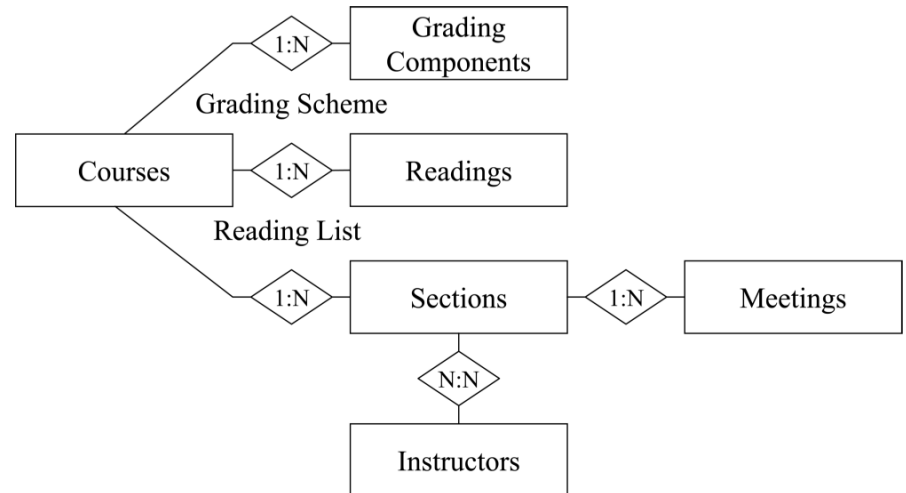 1:N
Grading
Components
Grading Scheme
Courses
1:N
Readings
Reading List
1:N
Sections
1:N
Meetings
N:N
Instructors